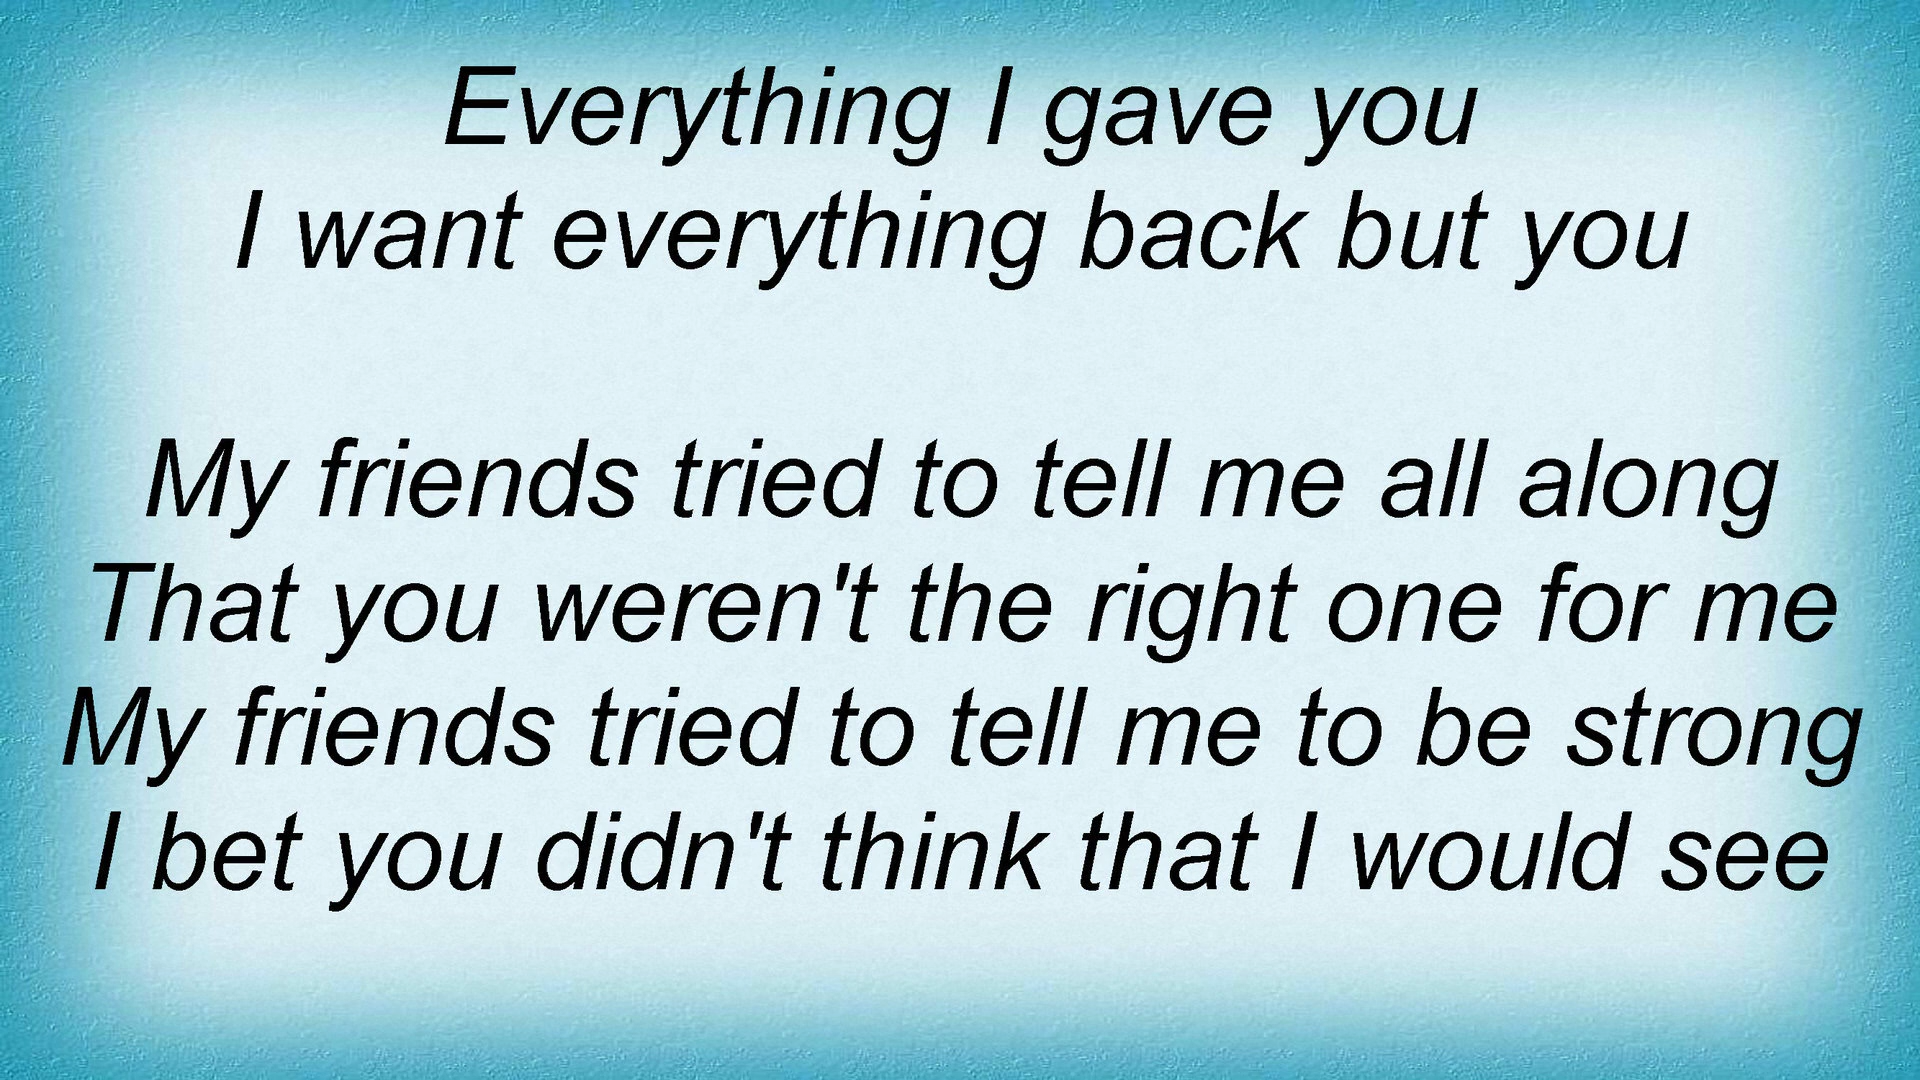 Everything I gave you
I want everything back but you
My friends tried to tell me all along
That you weren't the right one for me
My friends tried to tell me to be strong
I bet you didn't think that I would see